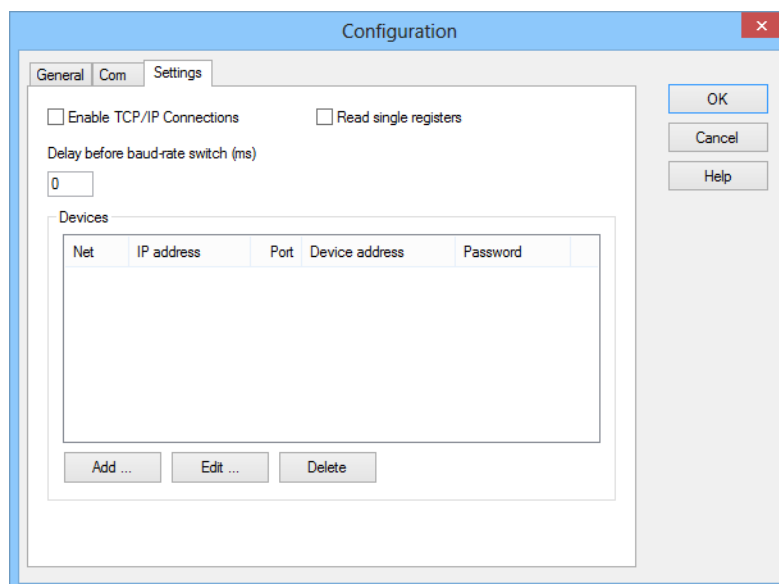 Configuration
General Com Settings
Enable TCP/IP Connections Read single registers
Delay before baud-rate switch (ms)
0
Devices
Net IP address Port Device address Password
Add ... Edit ... Delete
OK
Cancel
Help